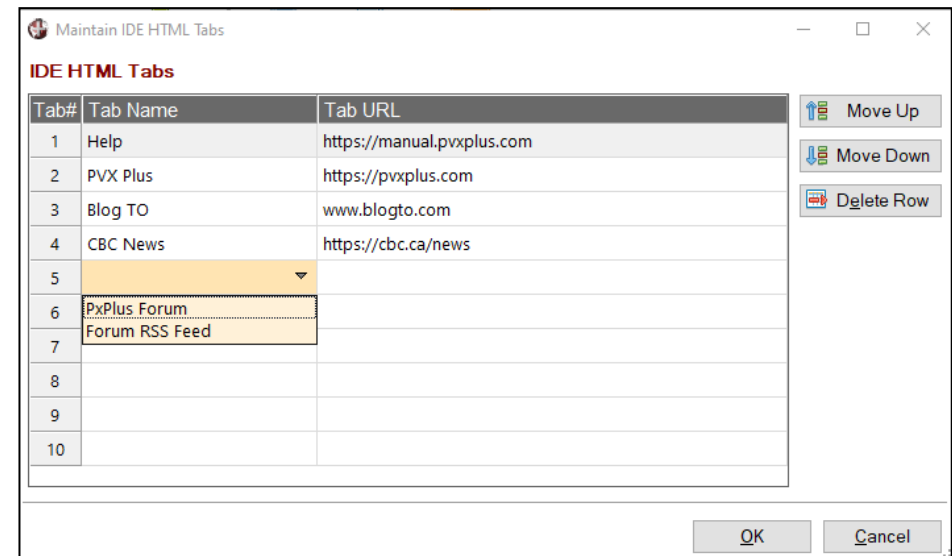 Maintain IDE HTML Tabs
IDE HTML Tabs
Tab# Tab Name Tab URL
1 Help https://manual.pvxplus.com
2 PVX Plus https://pvxplus.com
3 Blog TO www.blogto.com
4 CBC News https://cbc.ca/news
5
6 PxPlus Forum
Forum RSS Feed
7
8
9
10
Move Up
Move Down
Delete Row
OK Cancel